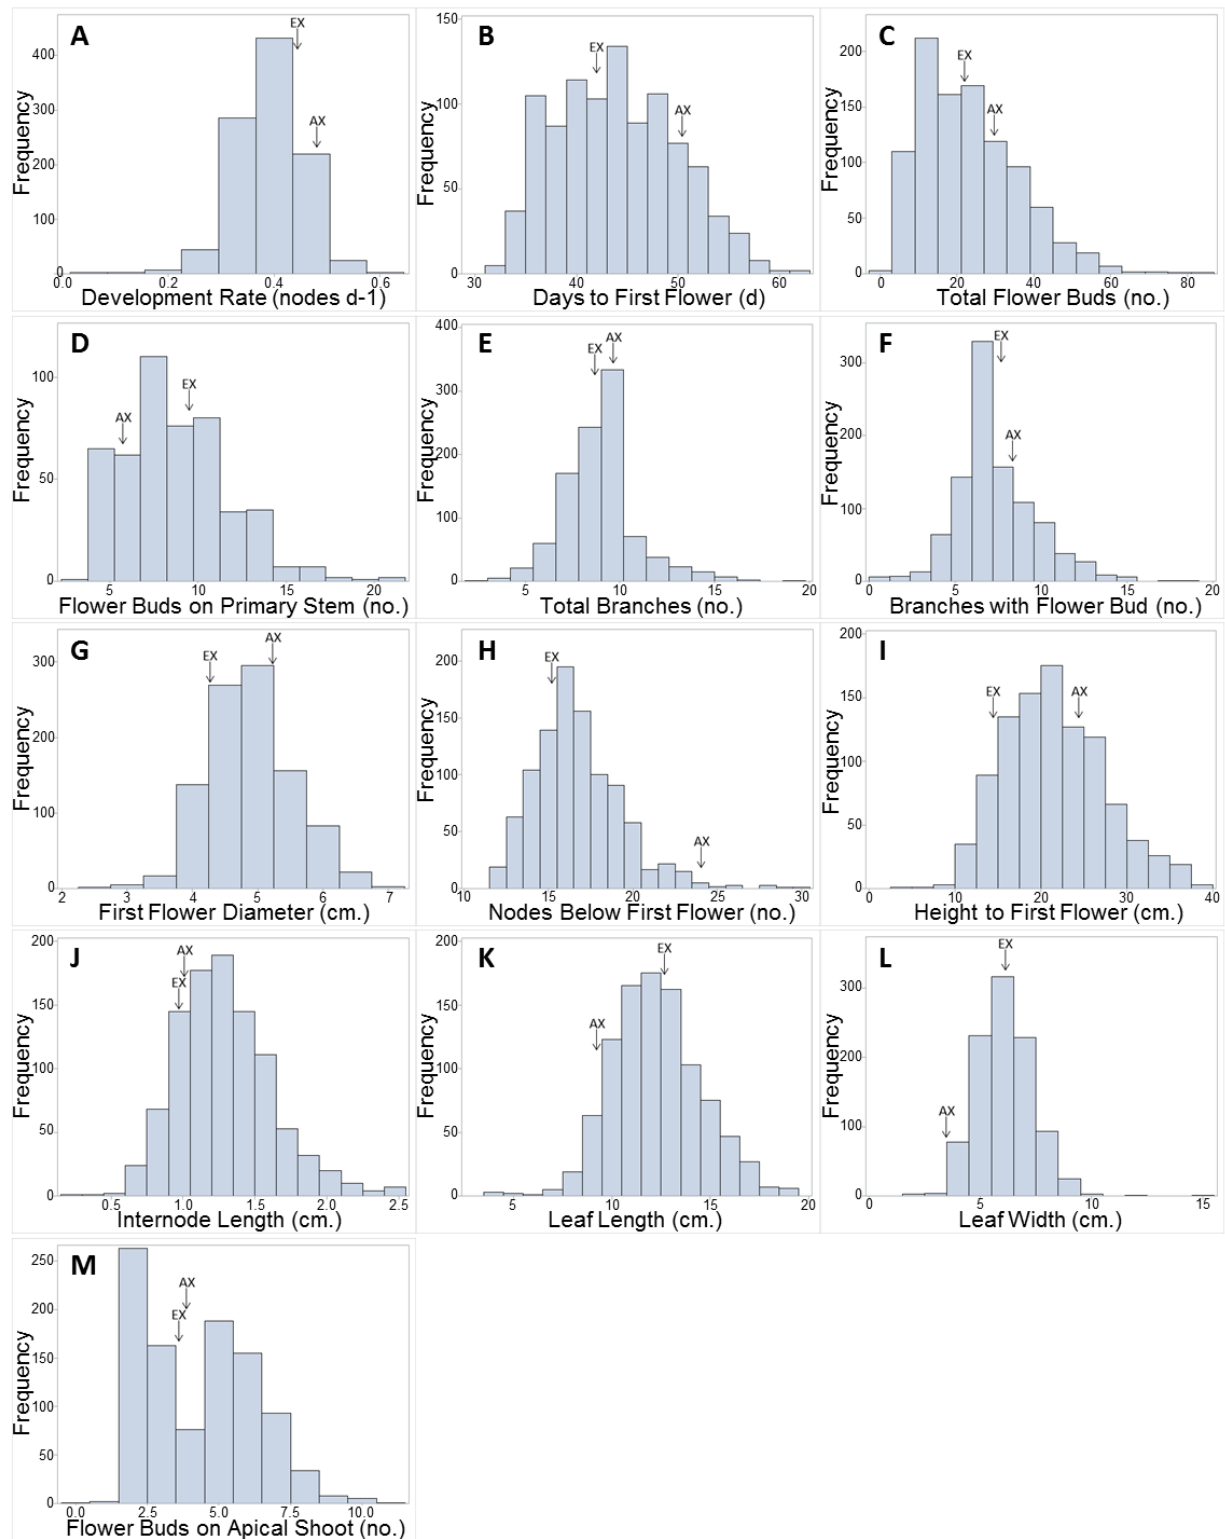 A
EX
AX
Frequency
400
300
200
100
0
0.0 0.2 0.4 0.6
Development Rate (nodes d-1)
B
EX
AX
Frequency
150
100
50
0
30 40 50 60
Days to First Flower (d)
C
EX
AX
Frequency
200
150
100
50
0
0 20 40 60 80
Total Flower Buds (no.)
D
EX
AX
Frequency
100
50
0
5 10 15 20
Flower Buds on Primary Stem (no.)
E
EX AX
Frequency
400
300
200
100
0
5 10 15 20
Total Branches (no.)
F
EX
AX
Frequency
300
200
100
0
0 5 10 15 20
Branches with Flower Bud (no.)
G
EX AX
Frequency
300
200
100
0
2 3 4 5 6 7
First Flower Diameter (cm.)
H
EX
AX
Frequency
200
150
100
50
0
10 15 20 25 30
Nodes Below First Flower (no.)
I
EX AX
Frequency
200
150
100
50
0
0 10 20 30 40
Height to First Flower (cm.)
J
AX
EX
Frequency
200
150
100
50
0
0.5 1.0 1.5 2.0 2.5
Internode Length (cm.)
K
EX
AX
Frequency
200
150
100
50
0
5 10 15 20
Leaf Length (cm.)
L
EX
AX
Frequency
300
200
100
0
0 5 10 15
Leaf Width (cm.)
M
AX
EX
Frequency
250
200
150
100
50
0
0.0 2.5 5.0 7.5 10.0
Flower Buds on Apical Shoot (no.)